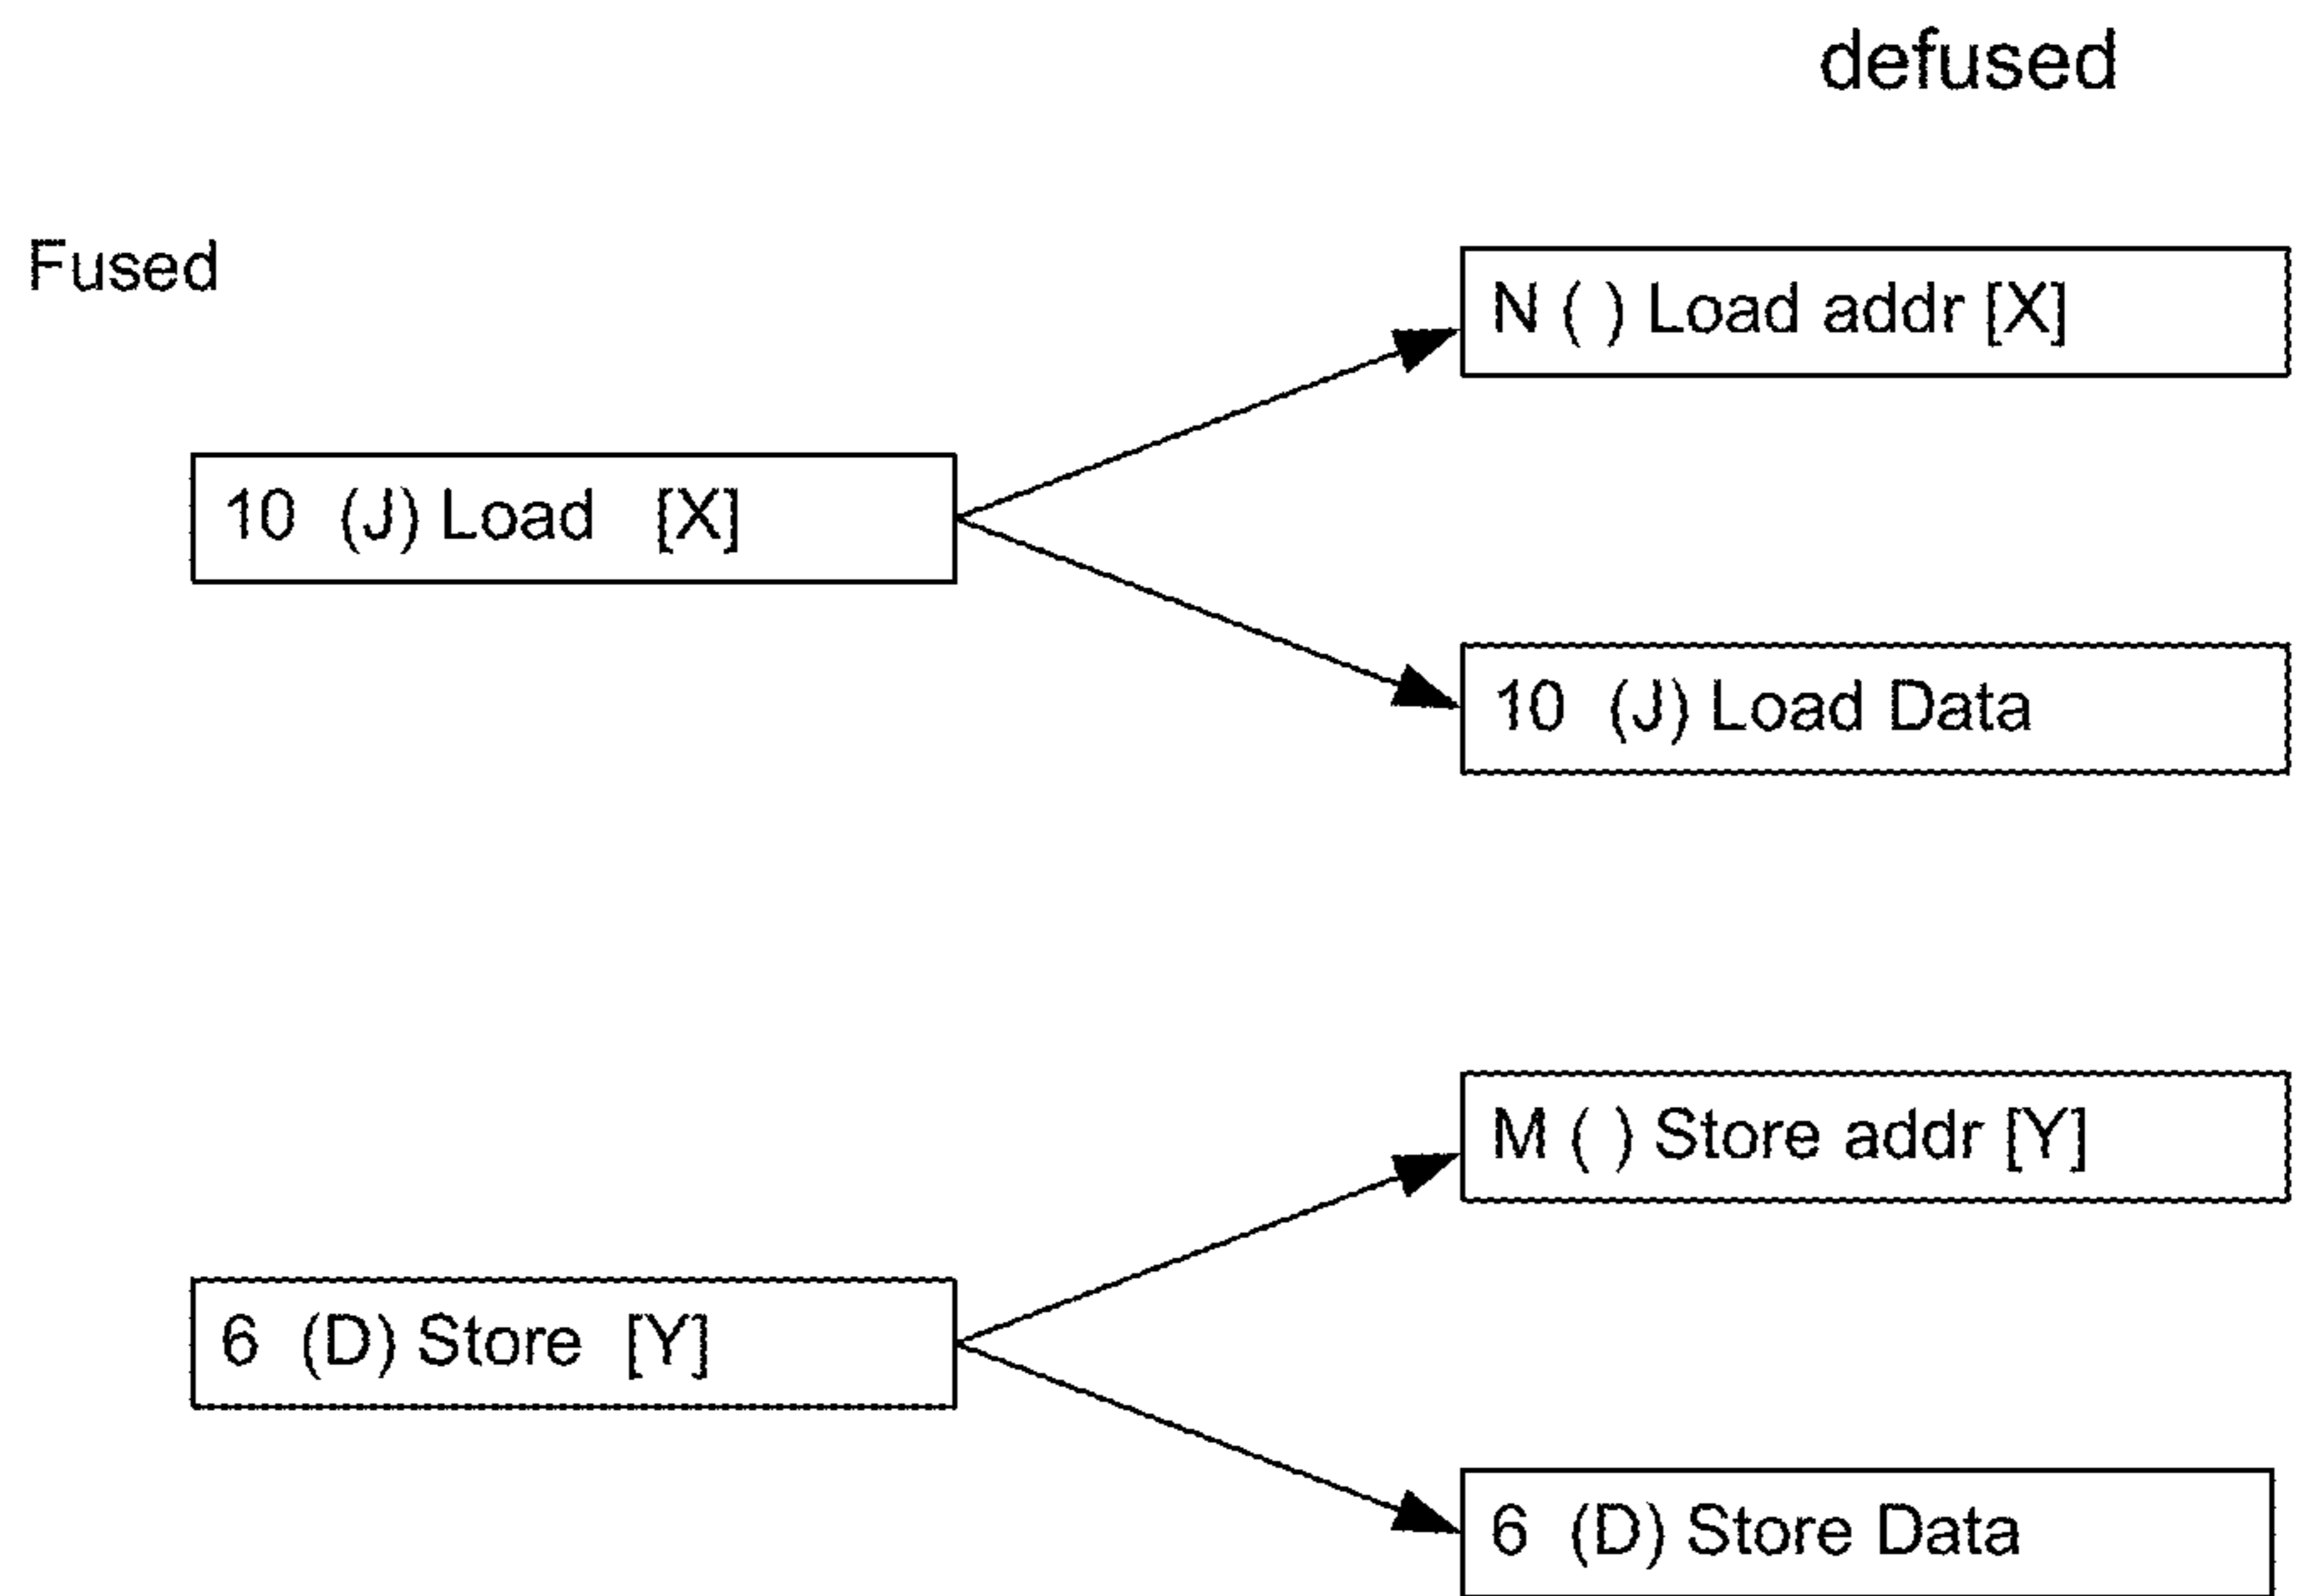 defused
Fused
N ( ) Load addr [X]
10 (J) Load [X]
10 (J) Load Data
M ( ) Store addr [Y]
6 (D) Store [Y]
6 (D) Store Data